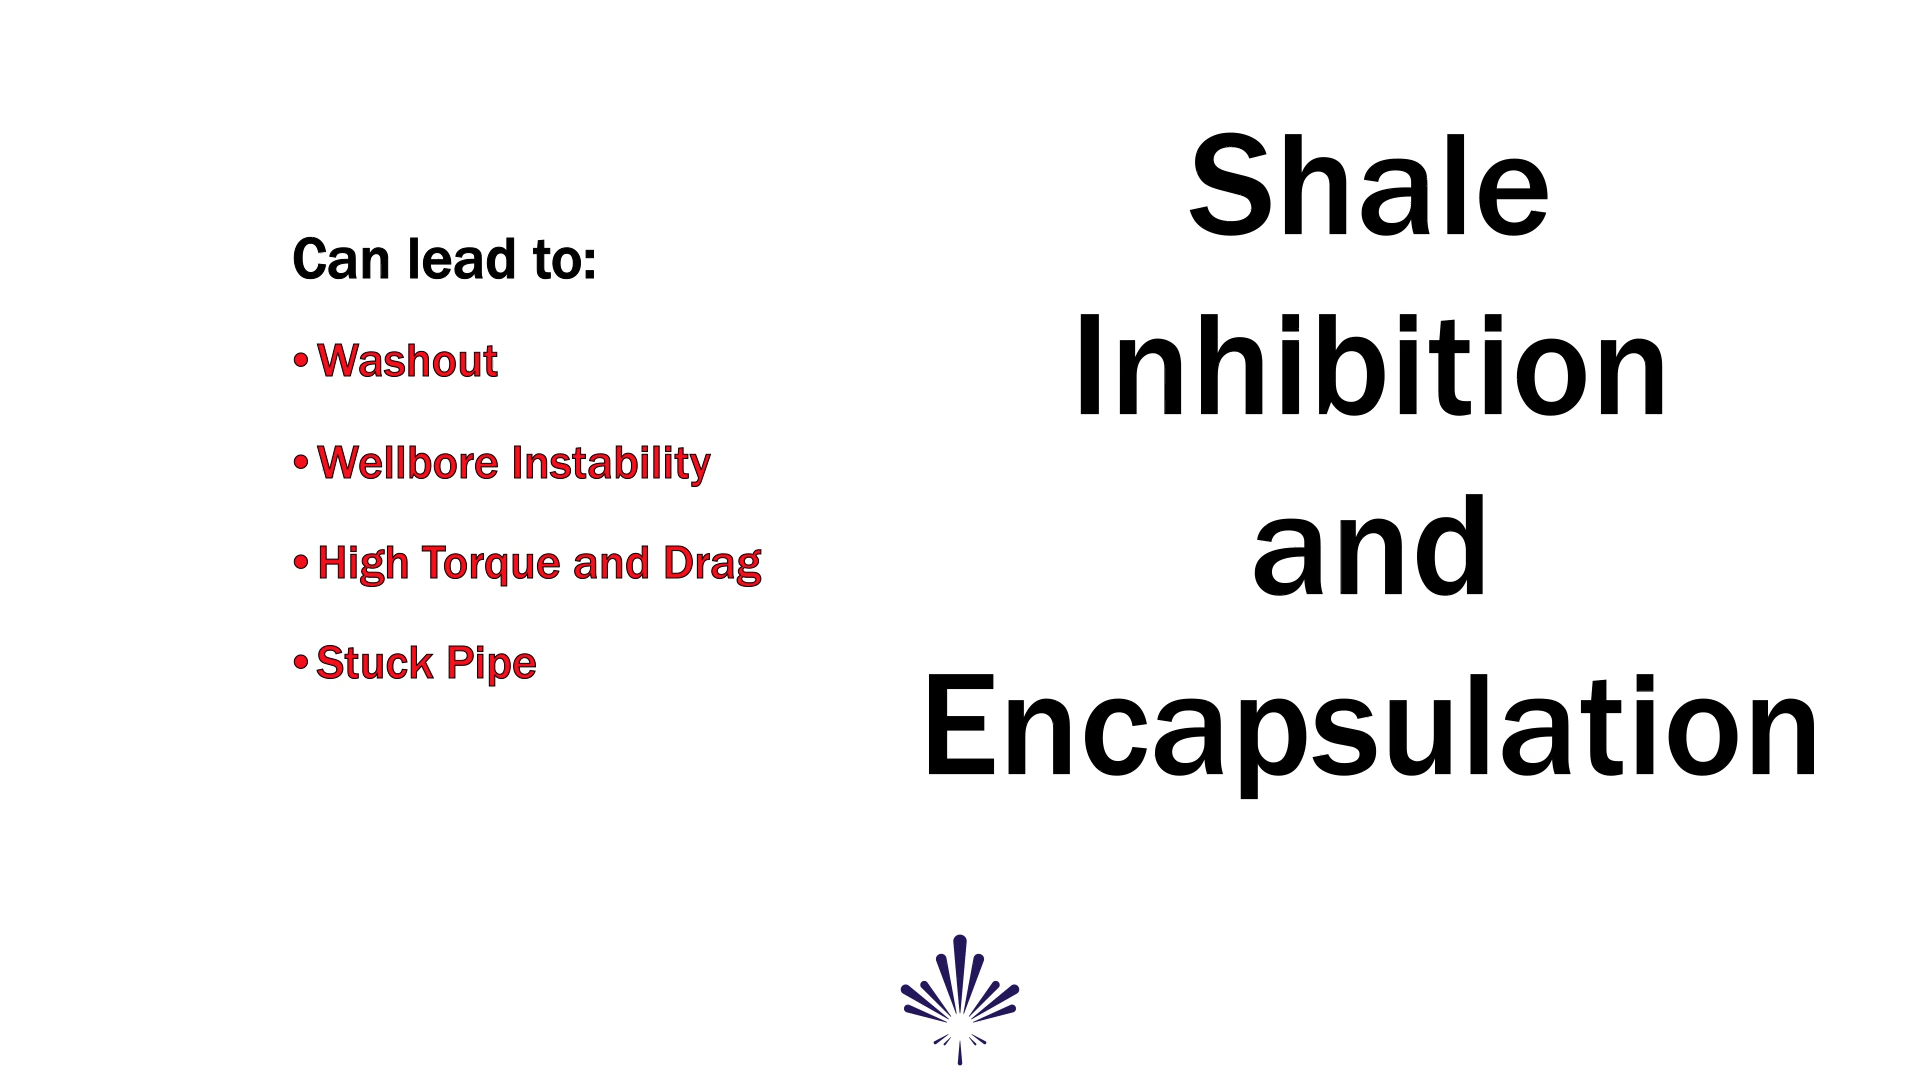 Can lead to:
• Washout
• Wellbore Instability
• High Torque and Drag
• Stuck Pipe
Shale
Inhibition
and
Encapsulation